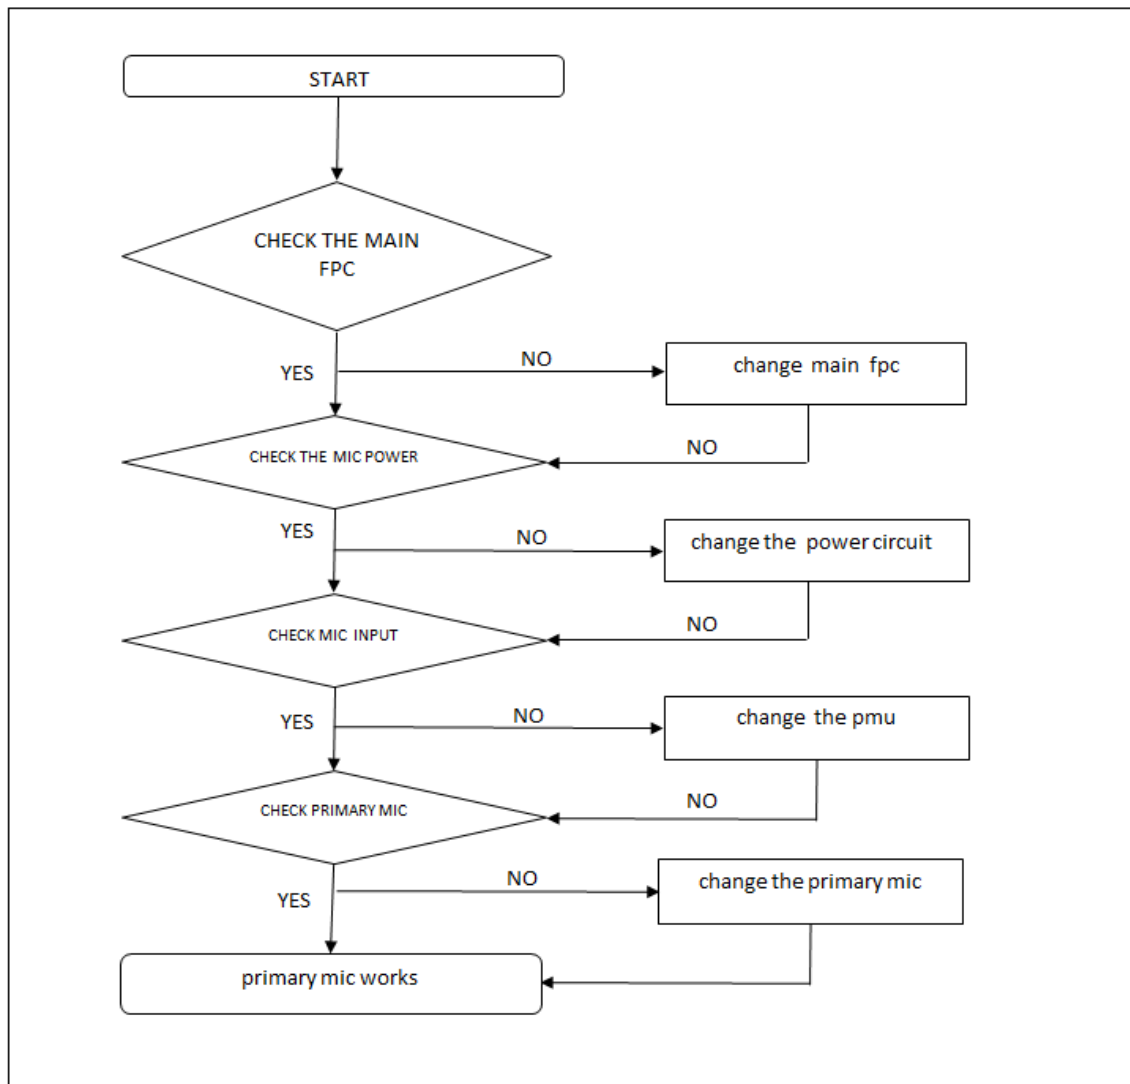 START
CHECK THE MAIN
FPC
YES
NO
change main fpc
CHECK THE MIC POWER
NO
YES
NO
change the power circuit
CHECK MIC INPUT
NO
YES
NO
change the pmu
CHECK PRIMARY MIC
NO
YES
NO
change the primary mic
primary mic works